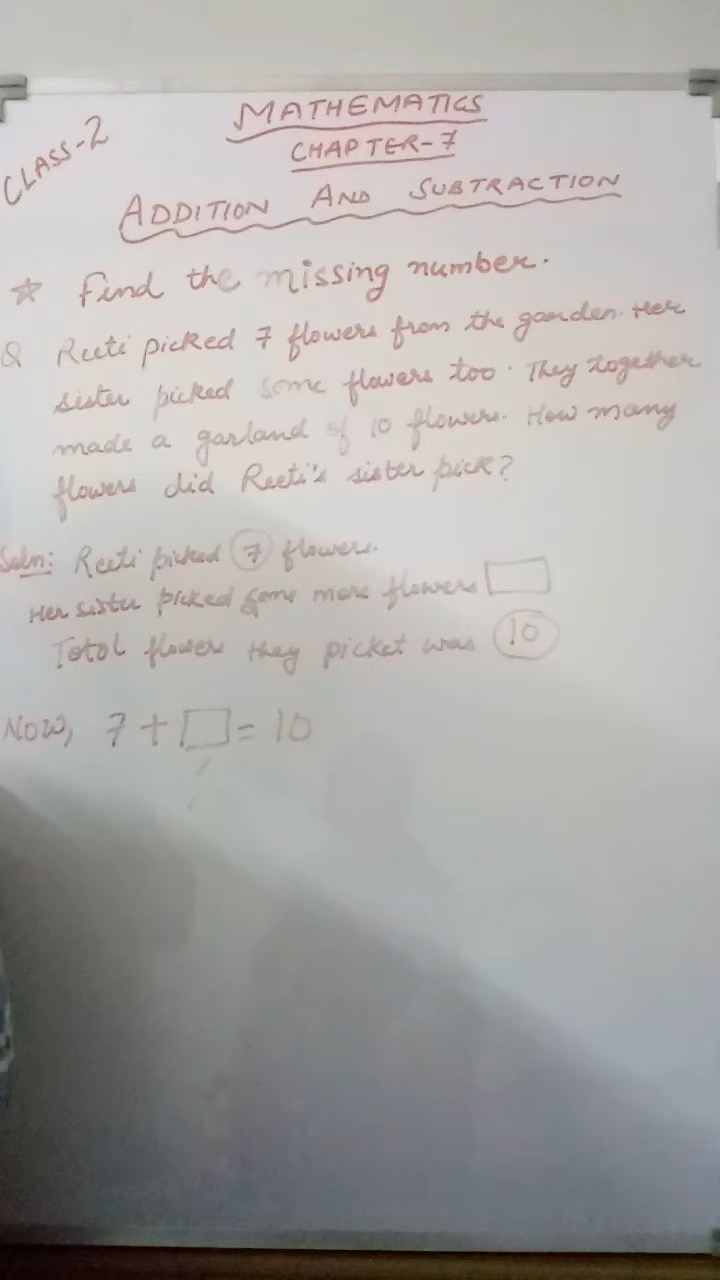 CLASS-2
MATHEMATICS
CHAPTER-7
ADDITION AND SUBTRACTION
☆ Find the missing number.
Q Reeti picked 7 flowers from the garden. Her
sister picked some flowers too. They together
made a garland of 10 flowers. How many
flowers did Reeti's sister pick?
Soln: Reeti picked 7 flowers.
Her sister picked some more flowers □
Total flowers they picket was 10
Now, 7 + □ = 10